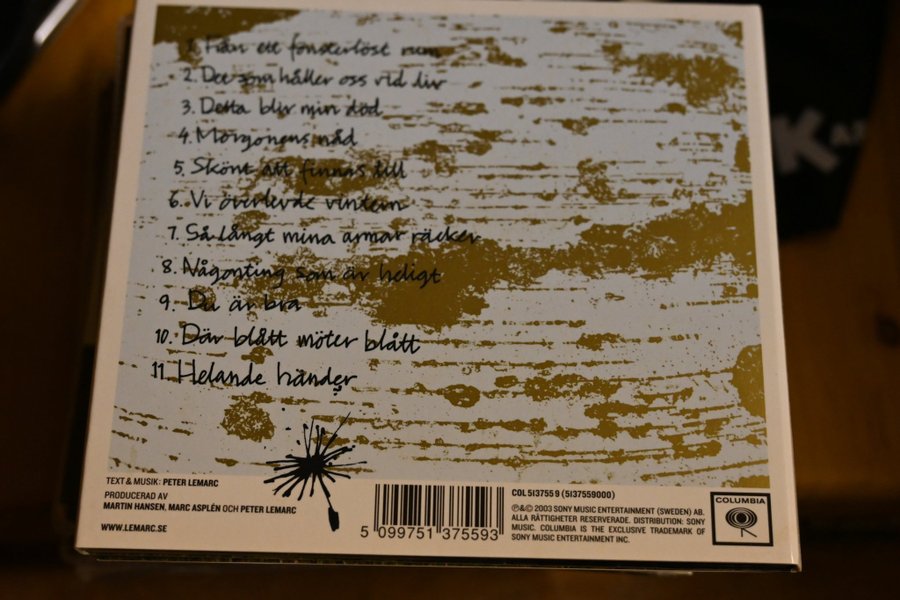 1. Från ett fönsterlöst rum
2. Det som håller oss vid liv
3. Detta blir min död
4. Morgonens nåd
5. Skönt att finnas till
6. Vi överlevde vintern
7. Så långt mina armar räcker
8. Någonting som är heligt
9. Du är bra
10. Där blått möter blått
11. Helande händer
TEXT & MUSIK: PETER LEMARC
PRODUCERAD AV
MARTIN HANSEN, MARC ASPLÉN OCH PETER LEMARC
WWW.LEMARC.SE
5 099751 375593
COL 513755 9 (5137559000)
℗&© 2003 SONY MUSIC ENTERTAINMENT (SWEDEN) AB.
ALLA RÄTTIGHETER RESERVERADE. DISTRIBUTION: SONY
MUSIC. COLUMBIA IS THE EXCLUSIVE TRADEMARK OF
SONY MUSIC ENTERTAINMENT INC.
COLUMBIA